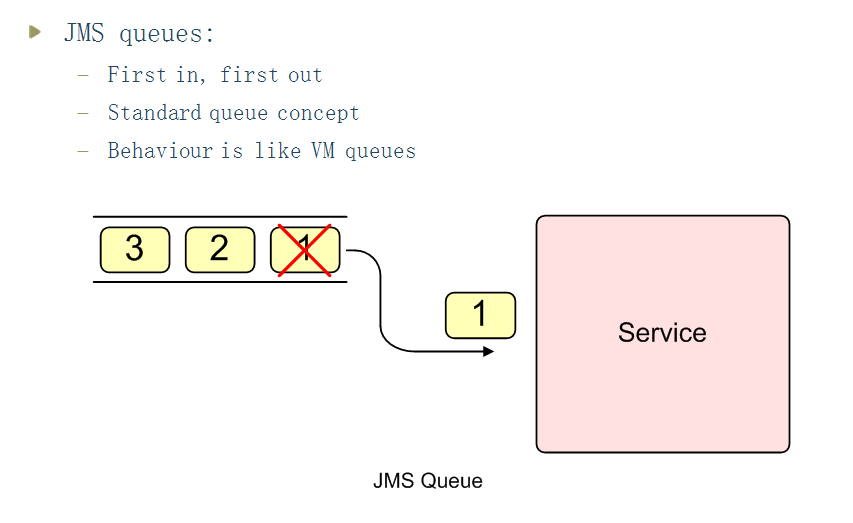 JMS queues:
– First in, first out
– Standard queue concept
– Behaviour is like VM queues
3 2 1
1
Service
JMS Queue